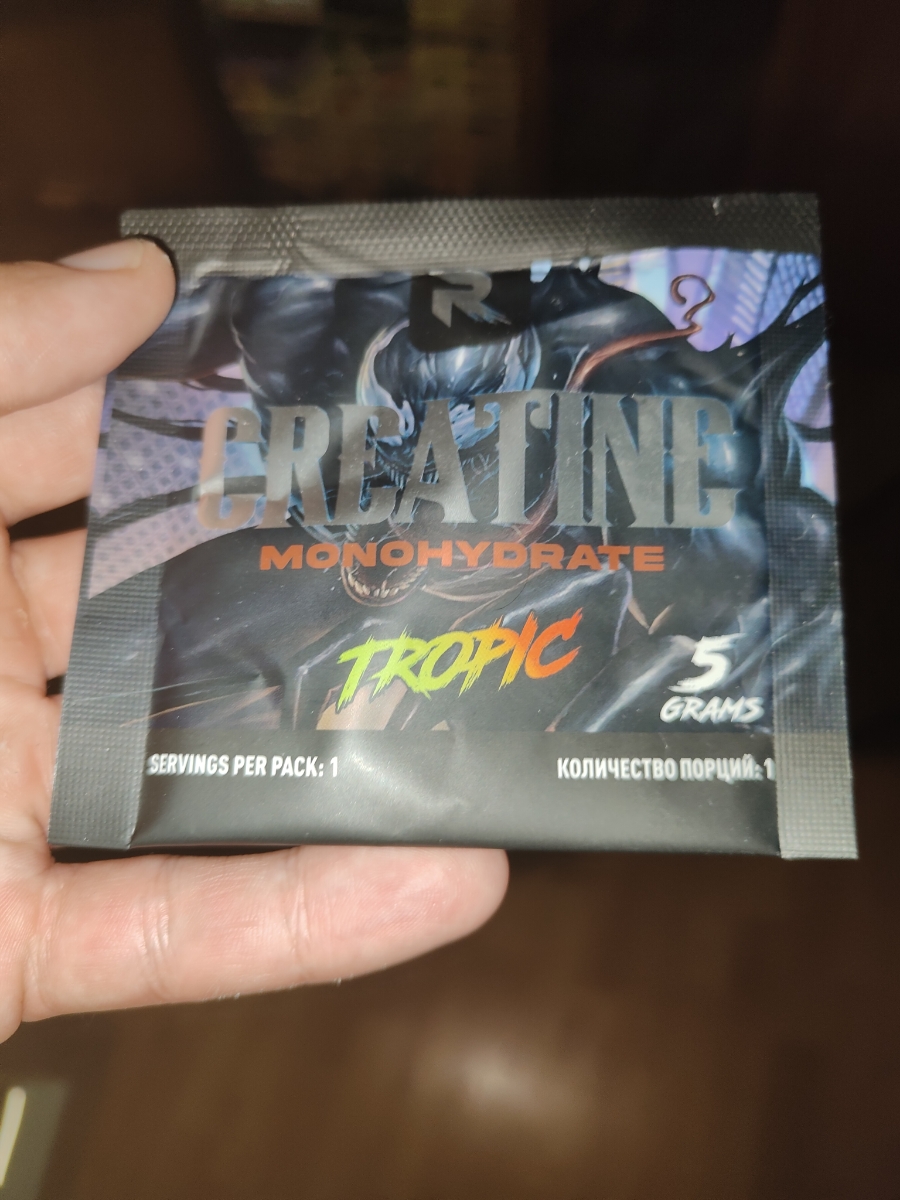 R
CREATINE
MONOHYDRATE
TROPIC
5
GRAMS
SERVINGS PER PACK: 1
КОЛИЧЕСТВО ПОРЦИЙ: 1